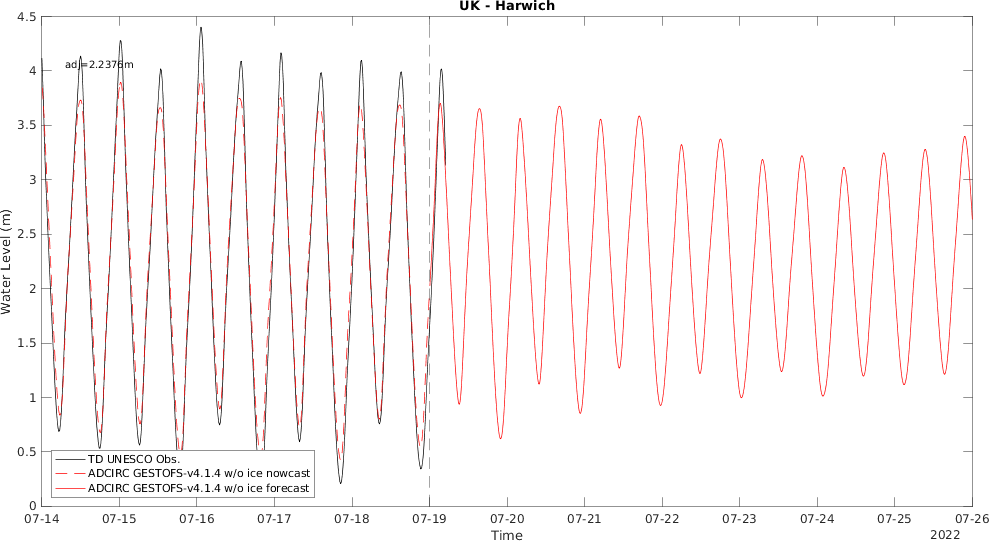 UK - Harwich
4.5
4
3.5
3
2.5
2
1.5
1
0.5
0
Water Level (m)
adj=2.2376m
TD UNESCO Obs.
ADCIRC GESTOFS-v4.1.4 w/o ice nowcast
ADCIRC GESTOFS-v4.1.4 w/o ice forecast
07-14 07-15 07-16 07-17 07-18 07-19 07-20 07-21 07-22 07-23 07-24 07-25 07-26
Time
2022